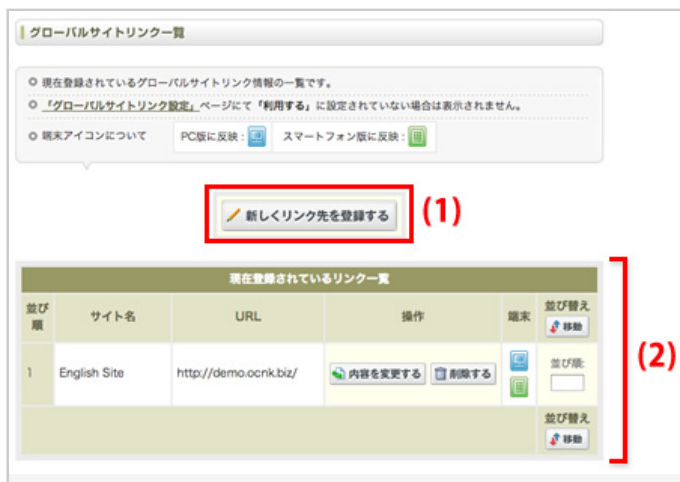 グローバルサイトリンク一覧
現在登録されているグローバルサイトリンク情報の一覧です。
「グローバルサイトリンク設定」ページにて「利用する」に設定されていない場合は表示されません。
端末アイコンについて PC版に反映： スマートフォン版に反映：
新しくリンク先を登録する (1)
現在登録されているリンク一覧
並び順 サイト名 URL 操作 端末 並び替え 移動
1 English Site http://demo.ocnk.biz/ 内容を変更する 削除する 並び順:
(2)
並び替え
移動